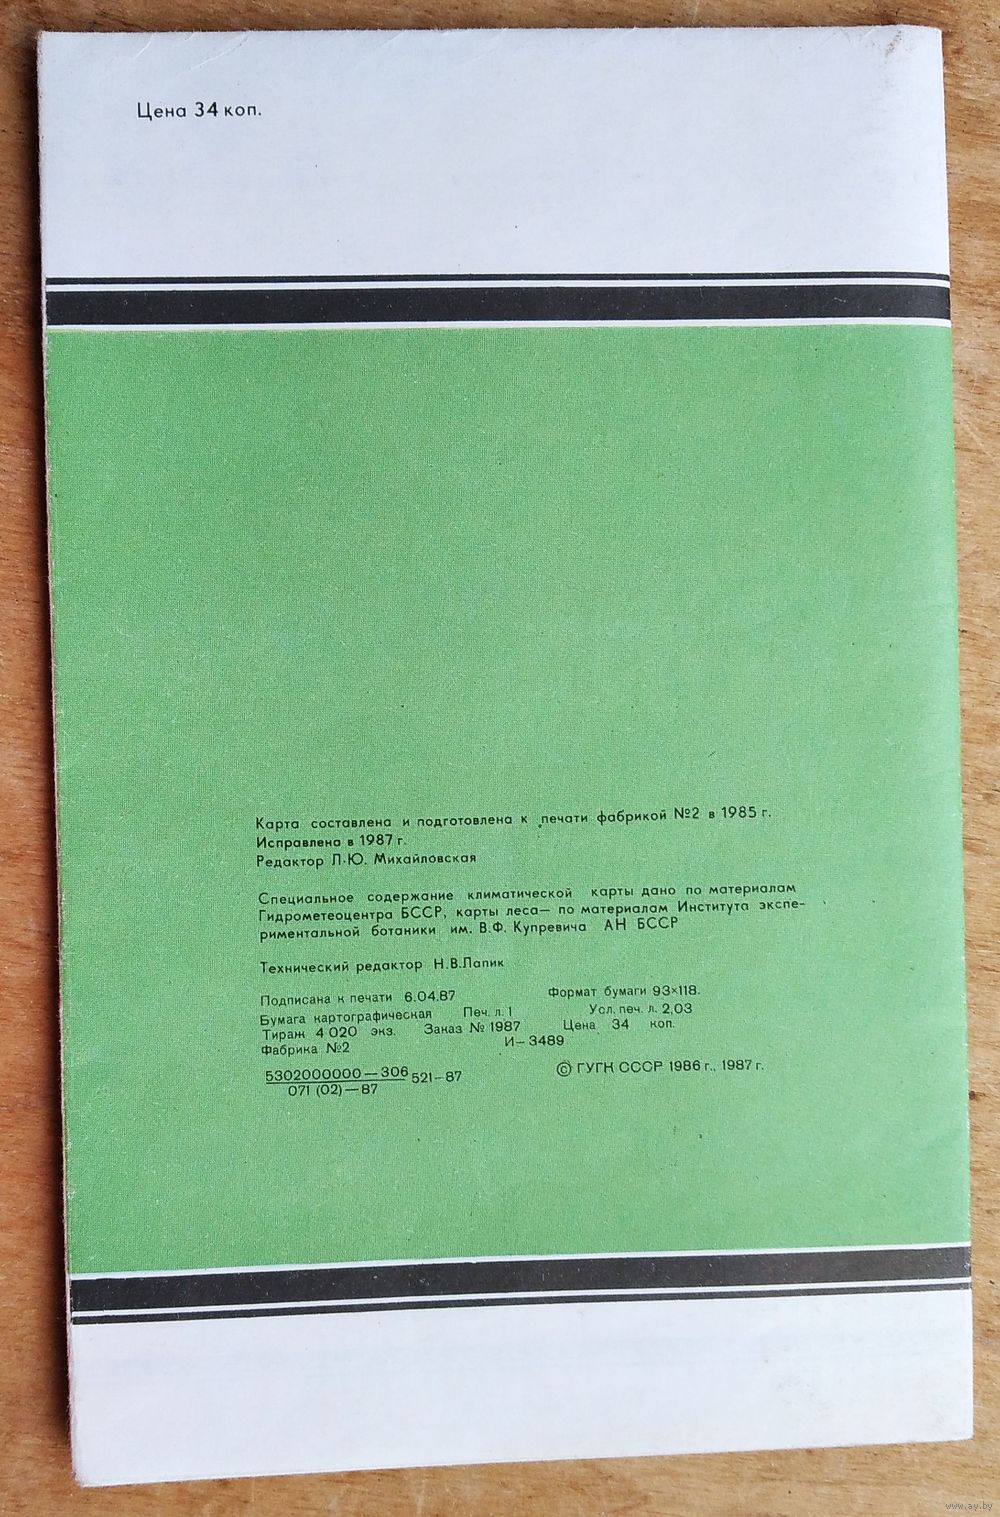 Цена 34 коп.
Карта составлена и подготовлена к печати фабрикой №2 в 1985 г.
Исправлена в 1987 г.
Редактор Л.Ю. Михайловская
Специальное содержание климатической карты дано по материалам
Гидрометеоцентра БССР, карты леса— по материалам Института экспе-
риментальной ботаники им. В.Ф. Купревича АН БССР
Технический редактор Н.В.Лапик
Подписана к печати 6.04.87 Формат бумаги 93×118.
Бумага картографическая Печ. л. 1 Усл. печ. л. 2,03
Тираж 4 020 экз. Заказ № 1987 Цена 34 коп.
Фабрика №2 И-3489
5302000000—306 521-87 © ГУГК СССР 1986 г., 1987 г.
071 (02)—87
www.ay.by